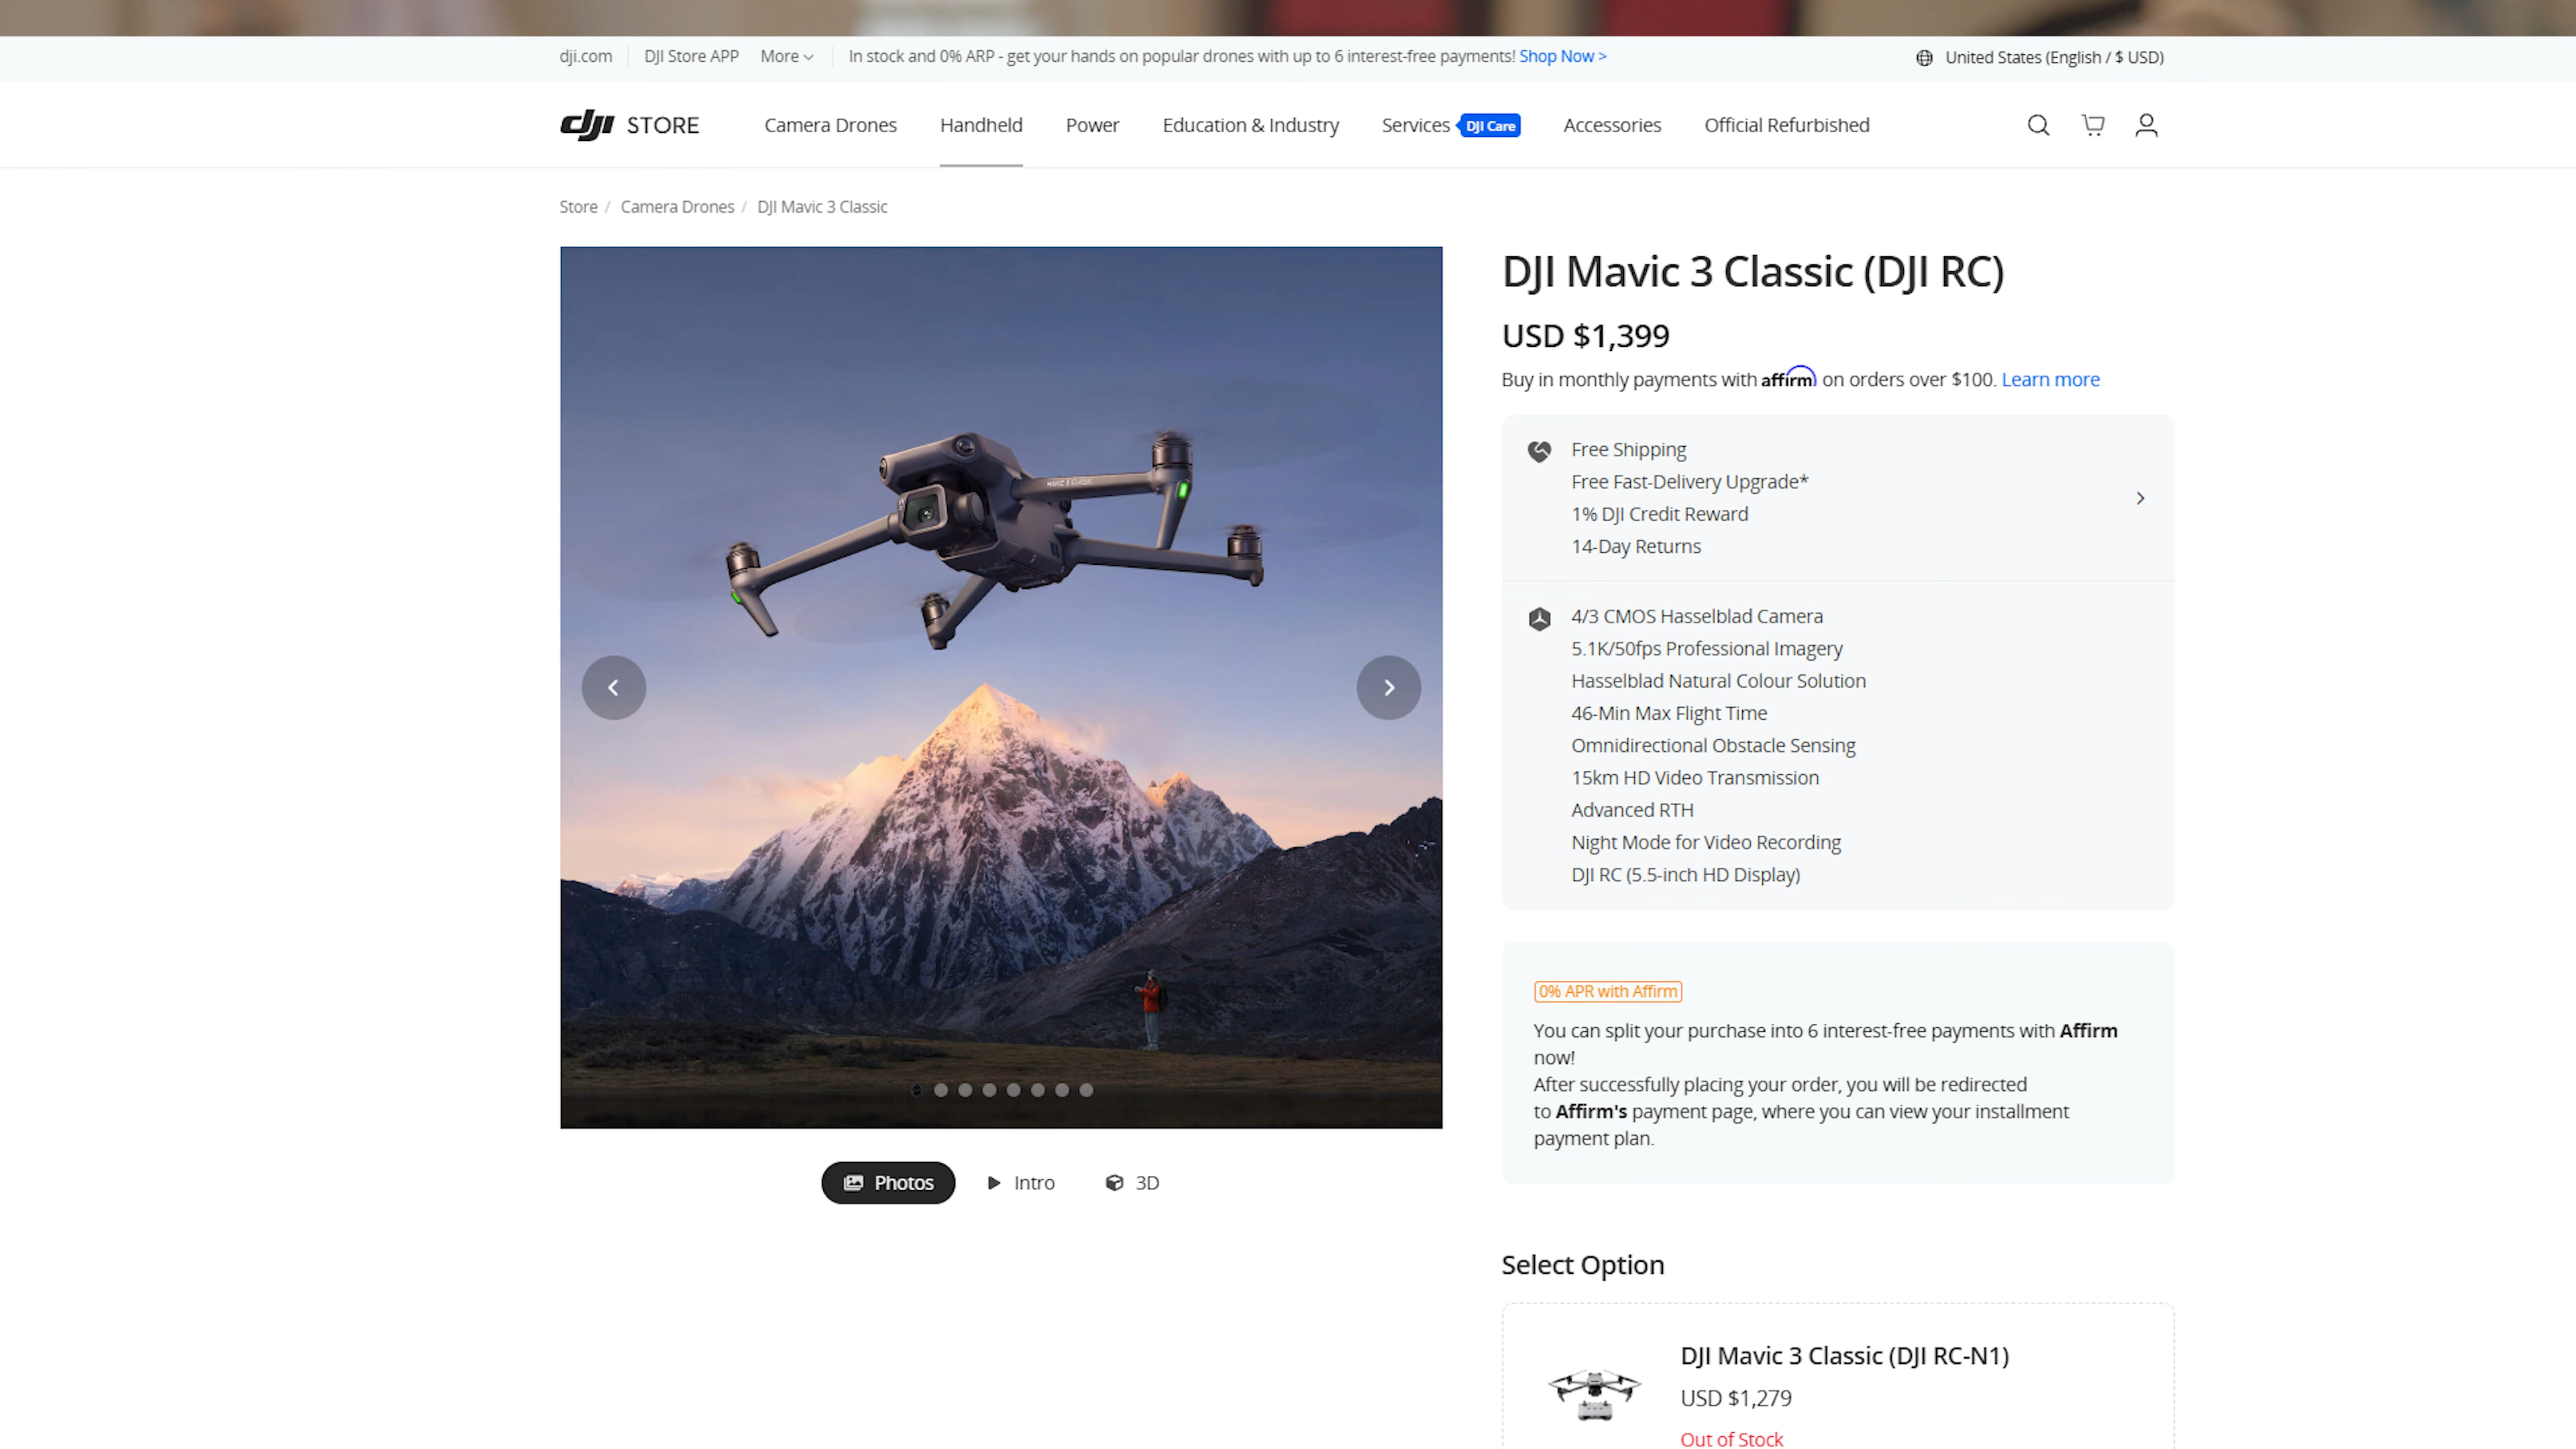 dji.com
DJI Store APP
More
In stock and 0% ARP - get your hands on popular drones with up to 6 interest-free payments! Shop Now >
United States (English / $ USD)
dji STORE
Camera Drones
Handheld
Power
Education & Industry
Services
DJI Care
Accessories
Official Refurbished
Store / Camera Drones / DJI Mavic 3 Classic
MAVIC 3 CLASSIC
DJI Mavic 3 Classic (DJI RC)
USD $1,399
Buy in monthly payments with affirm on orders over $100. Learn more
Free Shipping
Free Fast-Delivery Upgrade*
1% DJI Credit Reward
14-Day Returns
4/3 CMOS Hasselblad Camera
5.1K/50fps Professional Imagery
Hasselblad Natural Colour Solution
46-Min Max Flight Time
Omnidirectional Obstacle Sensing
15km HD Video Transmission
Advanced RTH
Night Mode for Video Recording
DJI RC (5.5-inch HD Display)
0% APR with Affirm
You can split your purchase into 6 interest-free payments with Affirm
now!
After successfully placing your order, you will be redirected
to Affirm's payment page, where you can view your installment
payment plan.
Photos
Intro
3D
Select Option
DJI Mavic 3 Classic (DJI RC-N1)
USD $1,279
Out of Stock